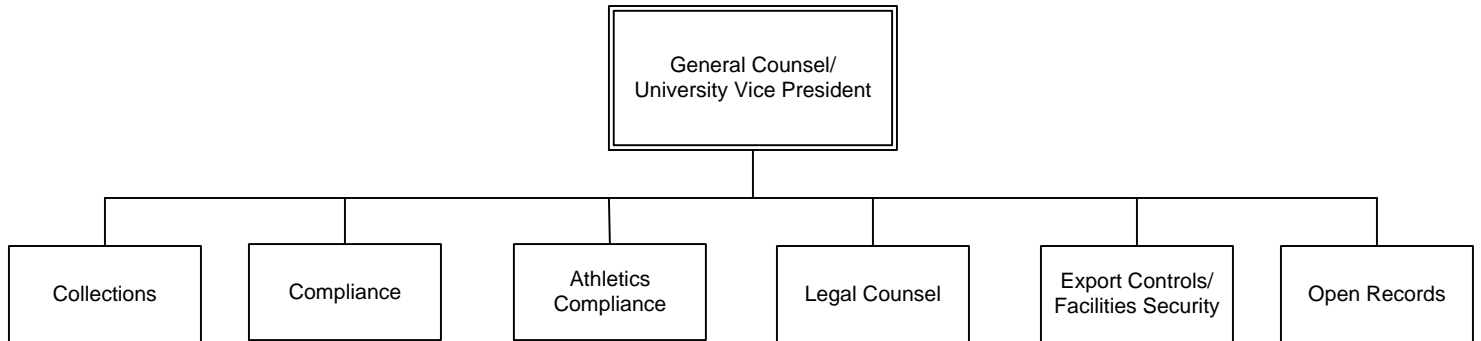 General Counsel/
University Vice President
Collections
Compliance
Athletics
Compliance
Legal Counsel
Export Controls/
Facilities Security
Open Records